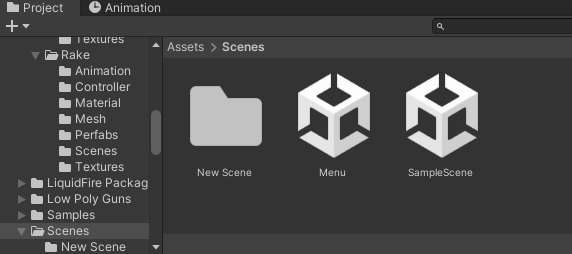 Project
Animation
Textures
Rake
Animation
Controller
Material
Mesh
Perfabs
Scenes
Textures
LiquidFire Packag
Low Poly Guns
Samples
Scenes
New Scene
Assets > Scenes
New Scene
Menu
SampleScene